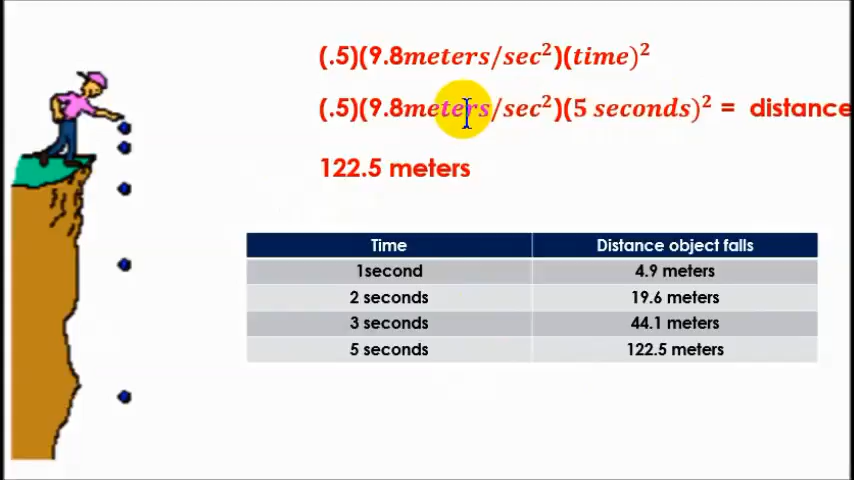 (.5)(9.8meters/sec²)(time)²
(.5)(9.8meters/sec²)(5 seconds)² = distance
122.5 meters
Time Distance object falls
1second 4.9 meters
2 seconds 19.6 meters
3 seconds 44.1 meters
5 seconds 122.5 meters